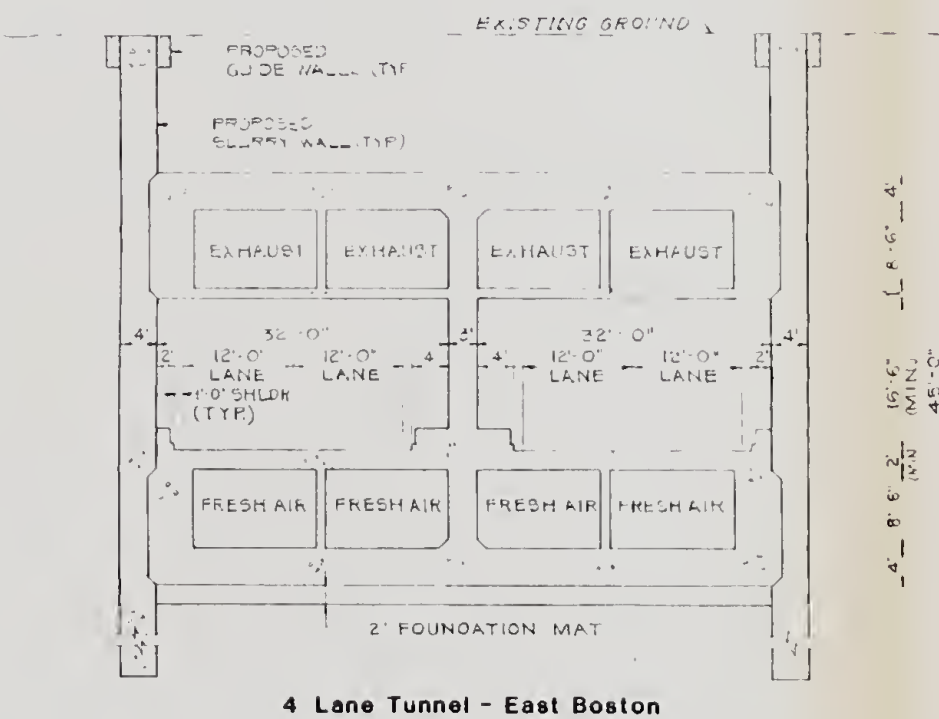 EXISTING GROUND
PROPOSED
GUIDE WALL (TYP
PROPOSED
SLURRY WALL (TYP)
EXHAUST EXHAUST EXHAUST EXHAUST
4' 32'-0" 3' 32'-0" 4'
2' 12'-0" 12'-0" 4' 4' 12'-0" 12'-0" 2'
LANE LANE LANE LANE
1'-0" SHLDR
(TYP.)
FRESH AIR FRESH AIR FRESH AIR FRESH AIR
2' FOUNDATION MAT
4' 8'-6" 2' 16'-6" 8'-6" 4'
(MIN (MIN.)
45'-0"
4 Lane Tunnel - East Boston